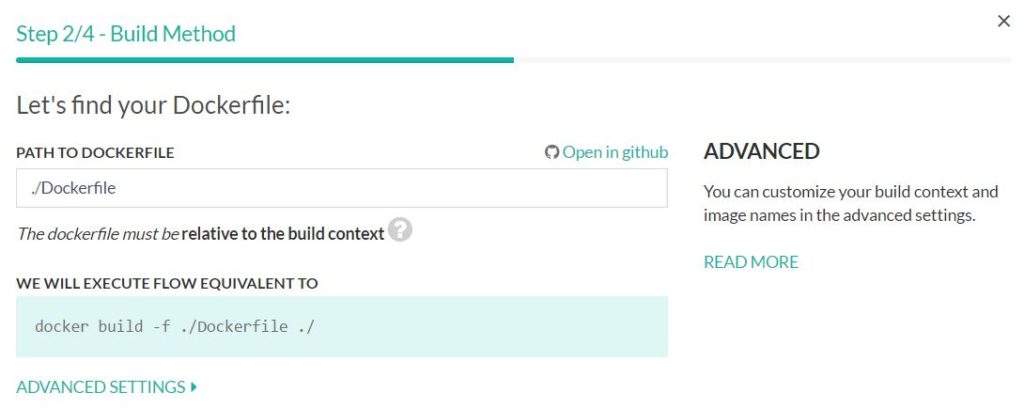 Step 2/4 - Build Method
×
Let's find your Dockerfile:
PATH TO DOCKERFILE
Open in github
./Dockerfile
The dockerfile must be relative to the build context ?
WE WILL EXECUTE FLOW EQUIVALENT TO
docker build -f ./Dockerfile ./
ADVANCED SETTINGS
ADVANCED
You can customize your build context and
image names in the advanced settings.
READ MORE